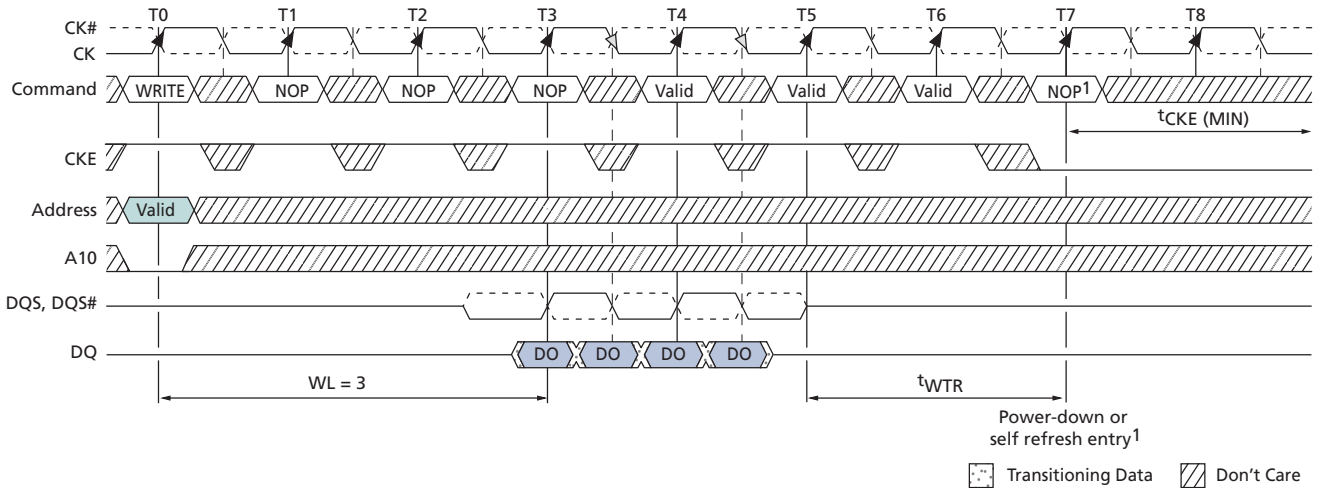 T0 T1 T2 T3 T4 T5 T6 T7 T8
CK#
CK
Command WRITE NOP NOP NOP Valid Valid Valid NOP1
tCKE (MIN)
CKE
Address Valid
A10
DQS, DQS#
DQ DO DO DO DO
WL = 3 tWTR
Power-down or
self refresh entry1
Transitioning Data Don't Care